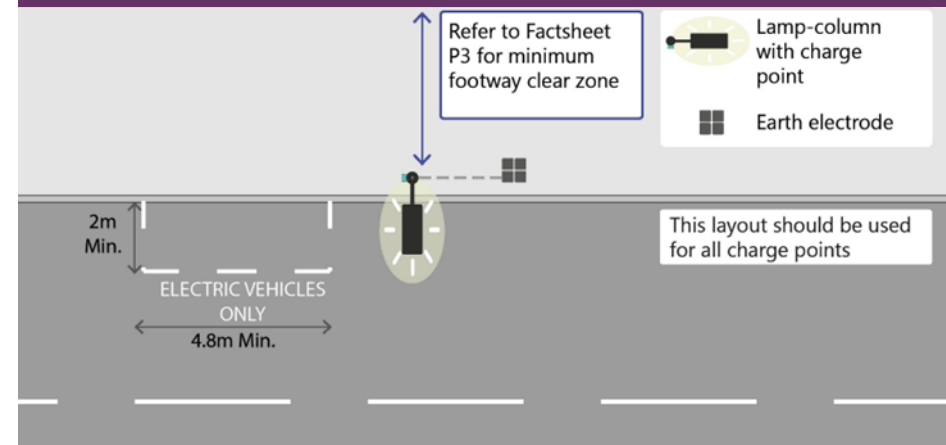 Refer to Factsheet
P3 for minimum
footway clear zone
Lamp-column
with charge
point
Earth electrode
This layout should be used
for all charge points
2m
Min.
ELECTRIC VEHICLES
ONLY
4.8m Min.